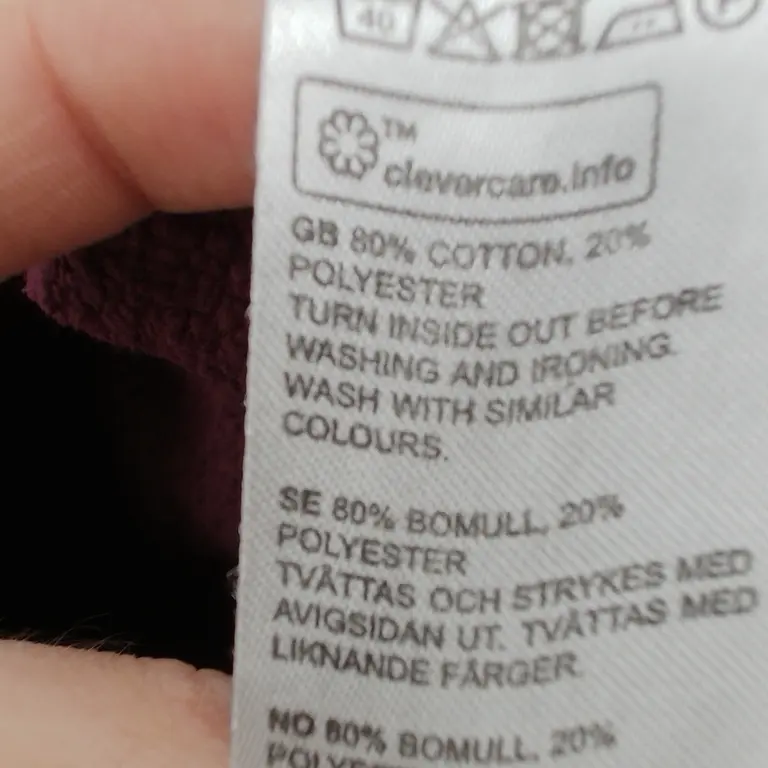 40
P
TM
clevercare.info
GB 80% COTTON, 20%
POLYESTER
TURN INSIDE OUT BEFORE
WASHING AND IRONING.
WASH WITH SIMILAR
COLOURS.
SE 80% BOMULL, 20%
POLYESTER
TVÄTTAS OCH STRYKES MED
AVIGSIDAN UT. TVÄTTAS MED
LIKNANDE FÄRGER.
NO 80% BOMULL, 20%